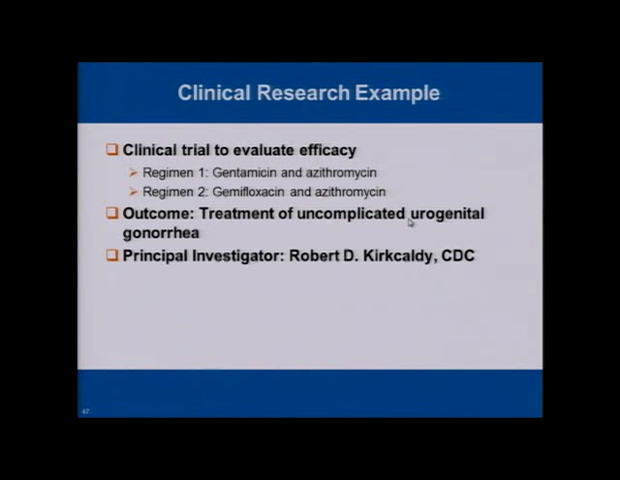 Clinical Research Example
❑ Clinical trial to evaluate efficacy
➢ Regimen 1: Gentamicin and azithromycin
➢ Regimen 2: Gemifloxacin and azithromycin
❑ Outcome: Treatment of uncomplicated urogenital
gonorrhea
❑ Principal Investigator: Robert D. Kirkcaldy, CDC
47